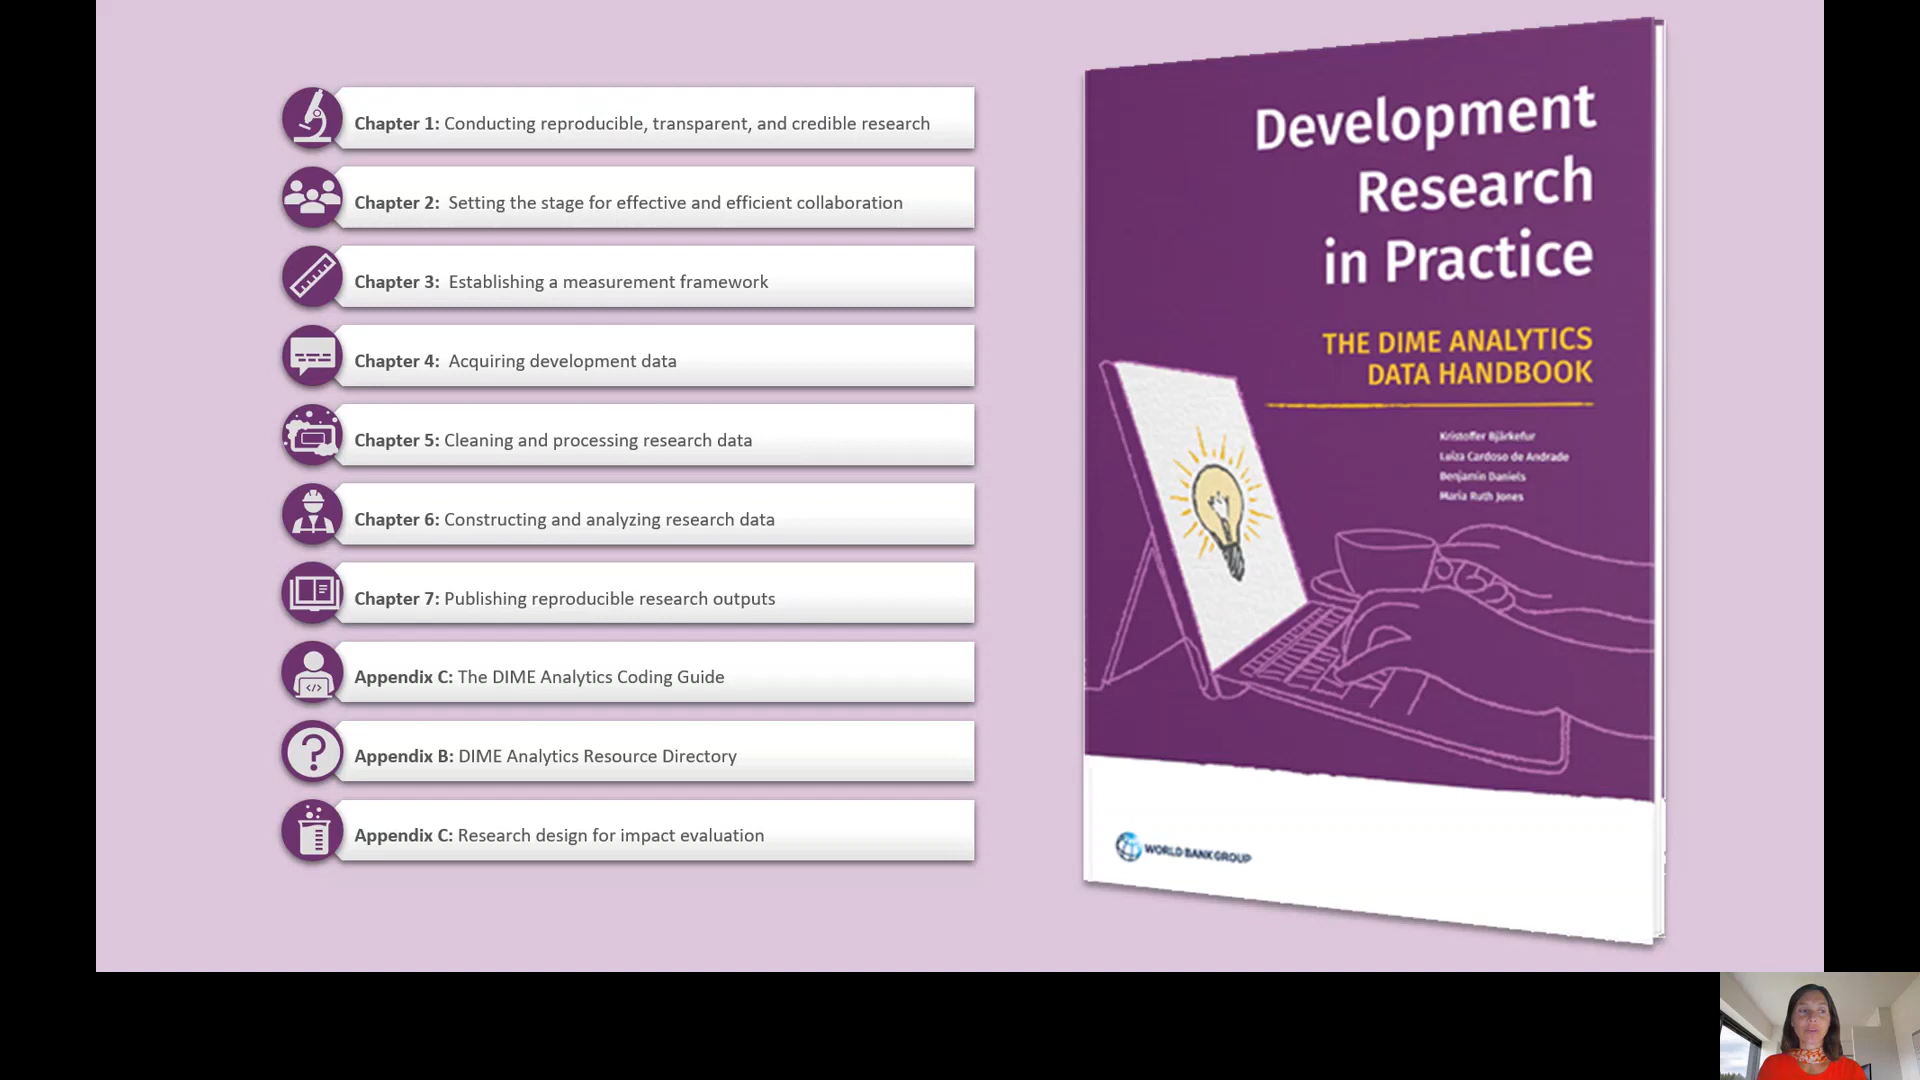 Chapter 1: Conducting reproducible, transparent, and credible research
Chapter 2: Setting the stage for effective and efficient collaboration
Chapter 3: Establishing a measurement framework
Chapter 4: Acquiring development data
Chapter 5: Cleaning and processing research data
Chapter 6: Constructing and analyzing research data
Chapter 7: Publishing reproducible research outputs
Appendix C: The DIME Analytics Coding Guide
Appendix B: DIME Analytics Resource Directory
Appendix C: Research design for impact evaluation
Development
Research
in Practice
THE DIME ANALYTICS
DATA HANDBOOK
Kristoffer Bjärkefur
Luíza Cardoso de Andrade
Benjamin Daniels
Maria Ruth Jones
WORLD BANK GROUP